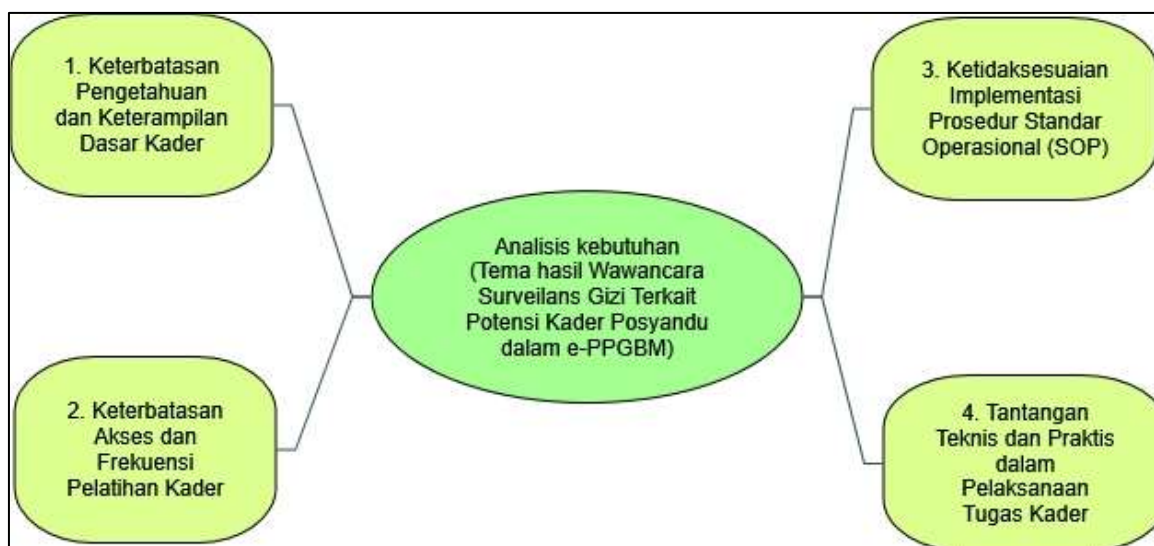 1. Keterbatasan
Pengetahuan
dan Keterampilan
Dasar Kader
2. Keterbatasan
Akses dan
Frekuensi
Pelatihan Kader
Analisis kebutuhan
(Tema hasil Wawancara
Surveilans Gizi Terkait
Potensi Kader Posyandu
dalam e-PPGBM)
3. Ketidaksesuaian
Implementasi
Prosedur Standar
Operasional (SOP)
4. Tantangan
Teknis dan Praktis
dalam
Pelaksanaan
Tugas Kader